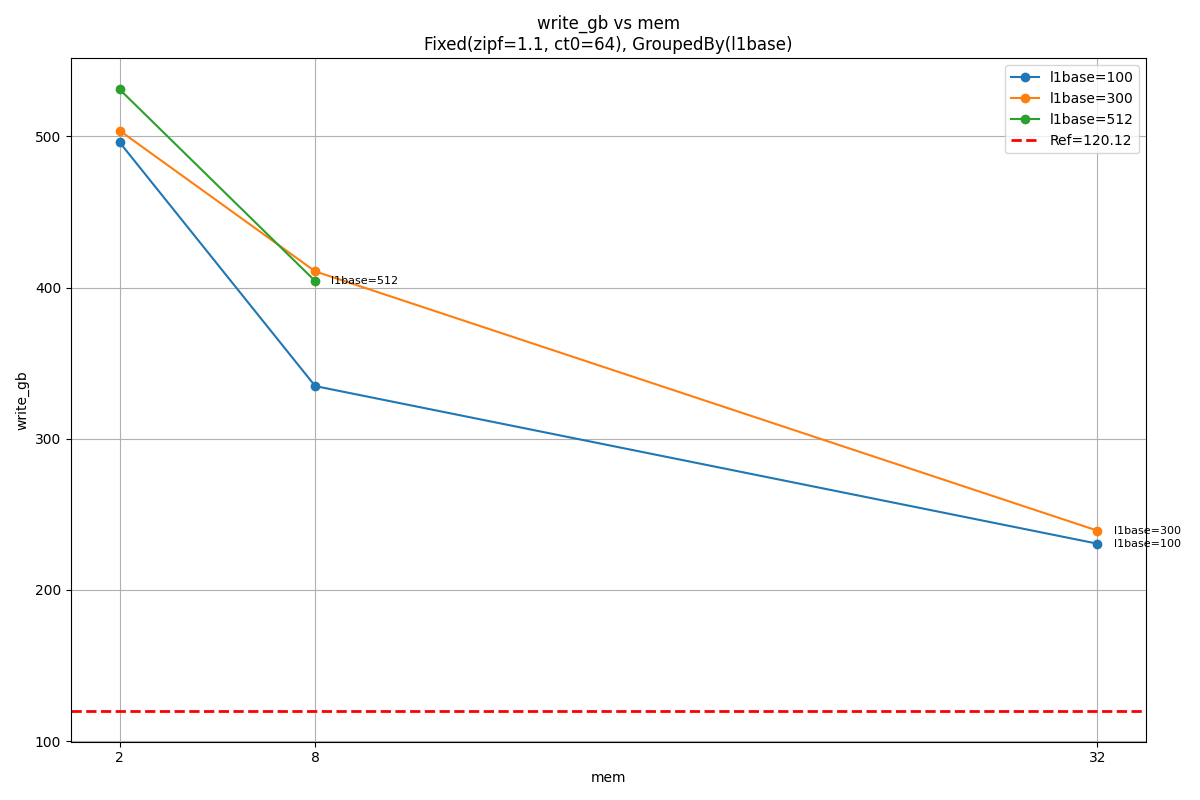 write_gb vs mem
Fixed(zipf=1.1, ct0=64), GroupedBy(l1base)
l1base=100
l1base=300
l1base=512
Ref=120.12
500
400
300
200
100
write_gb
l1base=512
l1base=300
l1base=100
2
8
32
mem